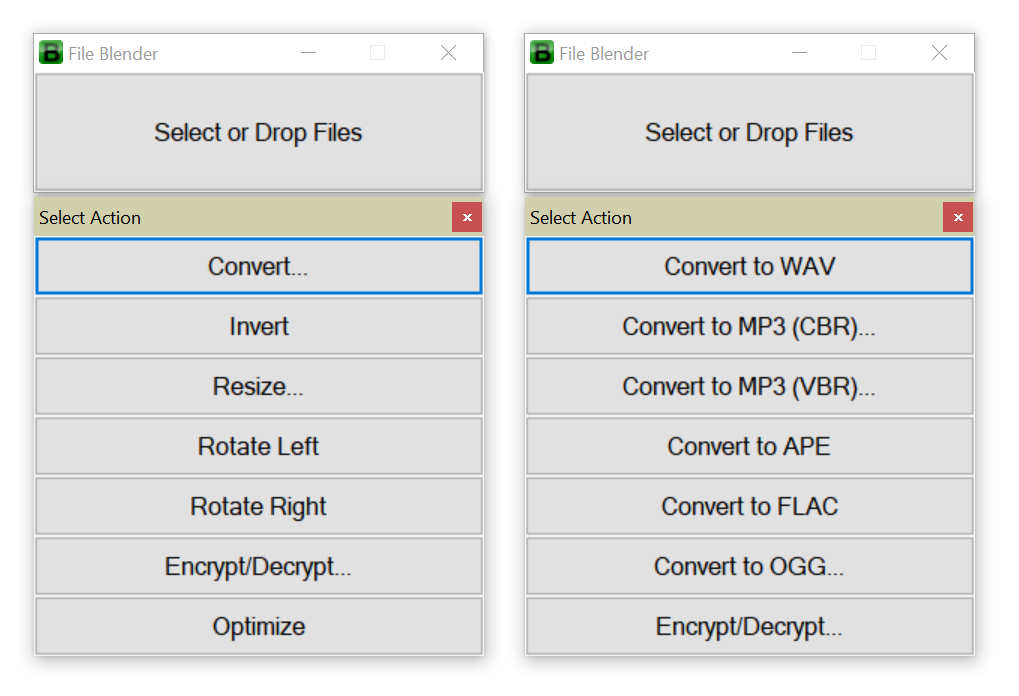 File Blender
Select or Drop Files
Select Action
Convert...
Invert
Resize...
Rotate Left
Rotate Right
Encrypt/Decrypt...
Optimize
File Blender
Select or Drop Files
Select Action
Convert to WAV
Convert to MP3 (CBR)...
Convert to MP3 (VBR)...
Convert to APE
Convert to FLAC
Convert to OGG...
Encrypt/Decrypt...